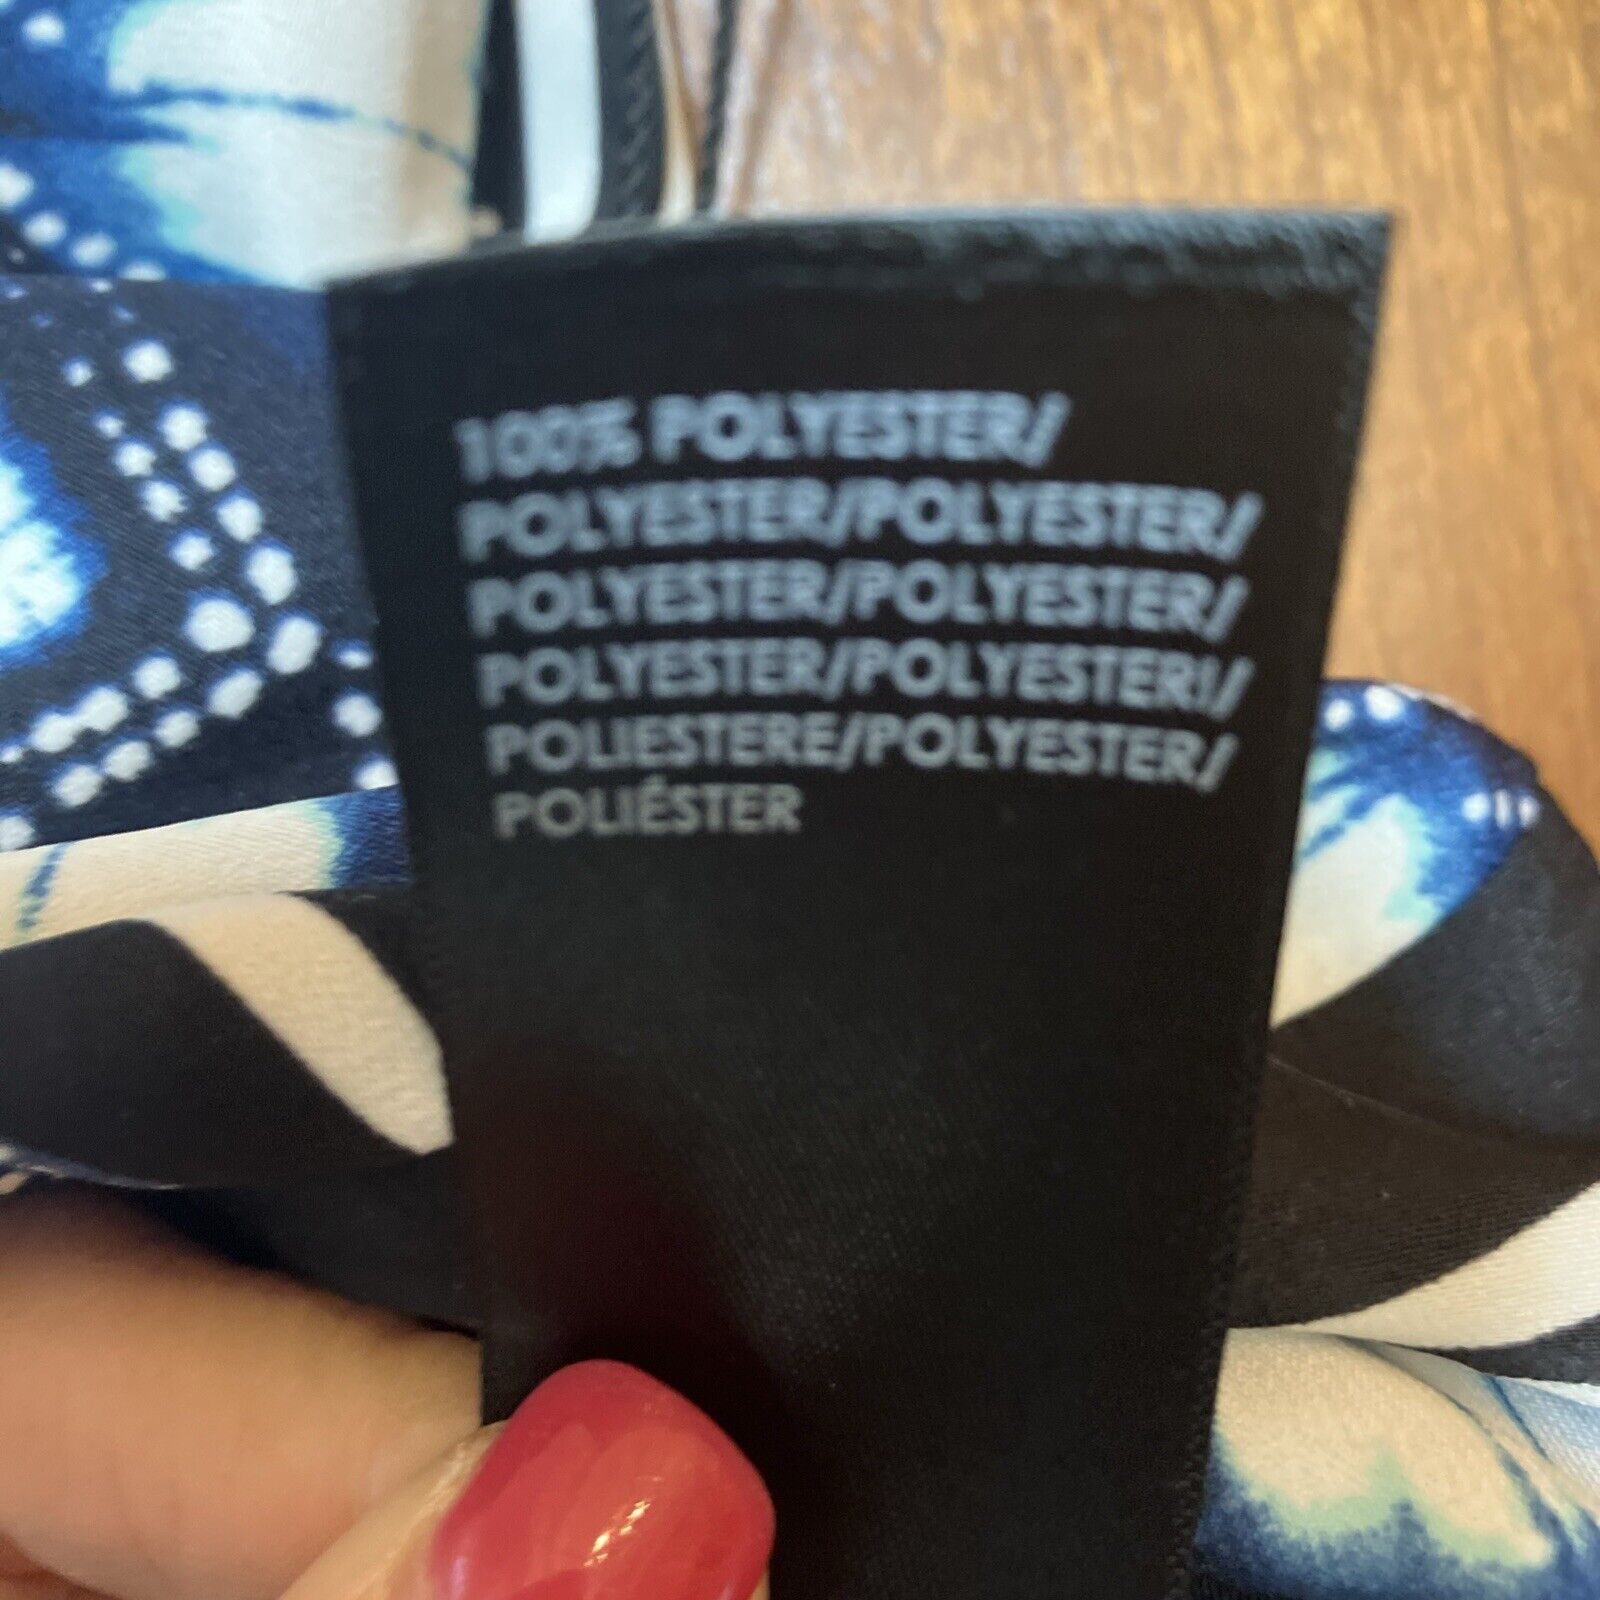 100% POLYESTER/
POLYESTER/POLYESTER/
POLYESTER/POLYESTER/
POLYESTER/POLYESTERI/
POLIESTERE/POLYESTER/
POLIÉSTER